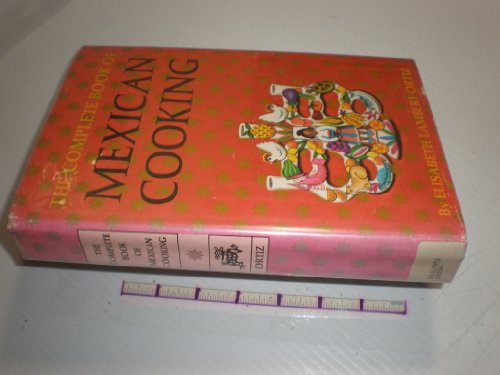 THE COMPLETE BOOK OF
MEXICAN
COOKING
By ELISABETH LAMBERT ORTIZ
THE
COMPLETE
BOOK
OF
MEXICAN
COOKING
ORTIZ